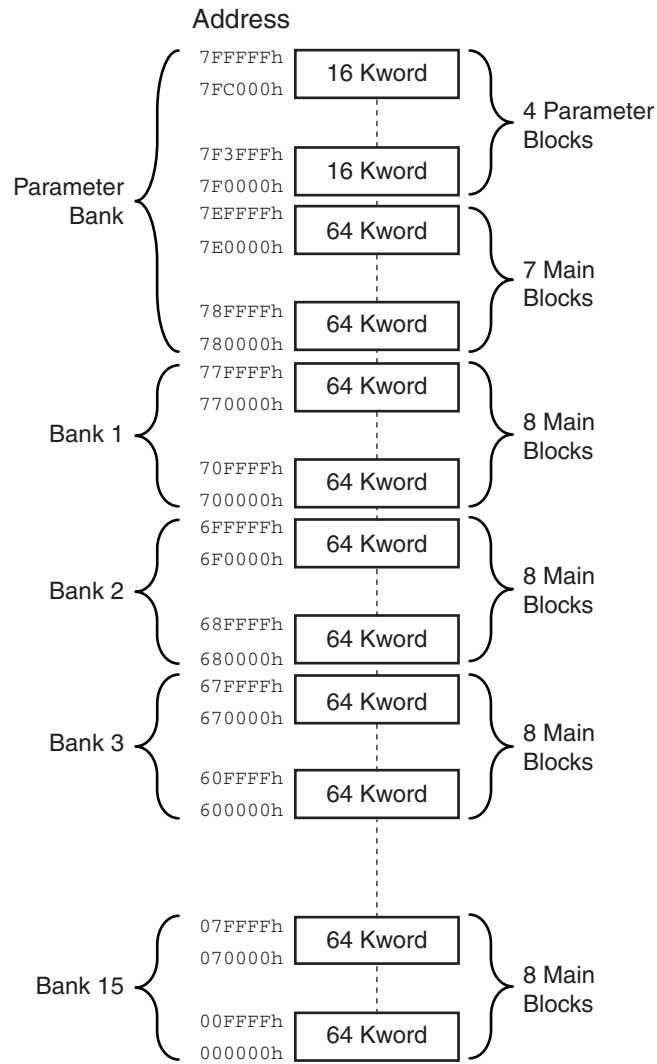 Address
7FFFFFh
16 Kword
7FC000h
4 Parameter
Blocks
7F3FFFh
16 Kword
7F0000h
Parameter
Bank
7EFFFFh
64 Kword
7E0000h
7 Main
Blocks
78FFFFh
64 Kword
780000h
77FFFFh
64 Kword
770000h
Bank 1
8 Main
Blocks
70FFFFh
64 Kword
700000h
6FFFFFh
64 Kword
6F0000h
Bank 2
8 Main
Blocks
68FFFFh
64 Kword
680000h
67FFFFh
64 Kword
670000h
Bank 3
8 Main
Blocks
60FFFFh
64 Kword
600000h
07FFFFh
64 Kword
070000h
Bank 15
8 Main
Blocks
00FFFFh
64 Kword
000000h